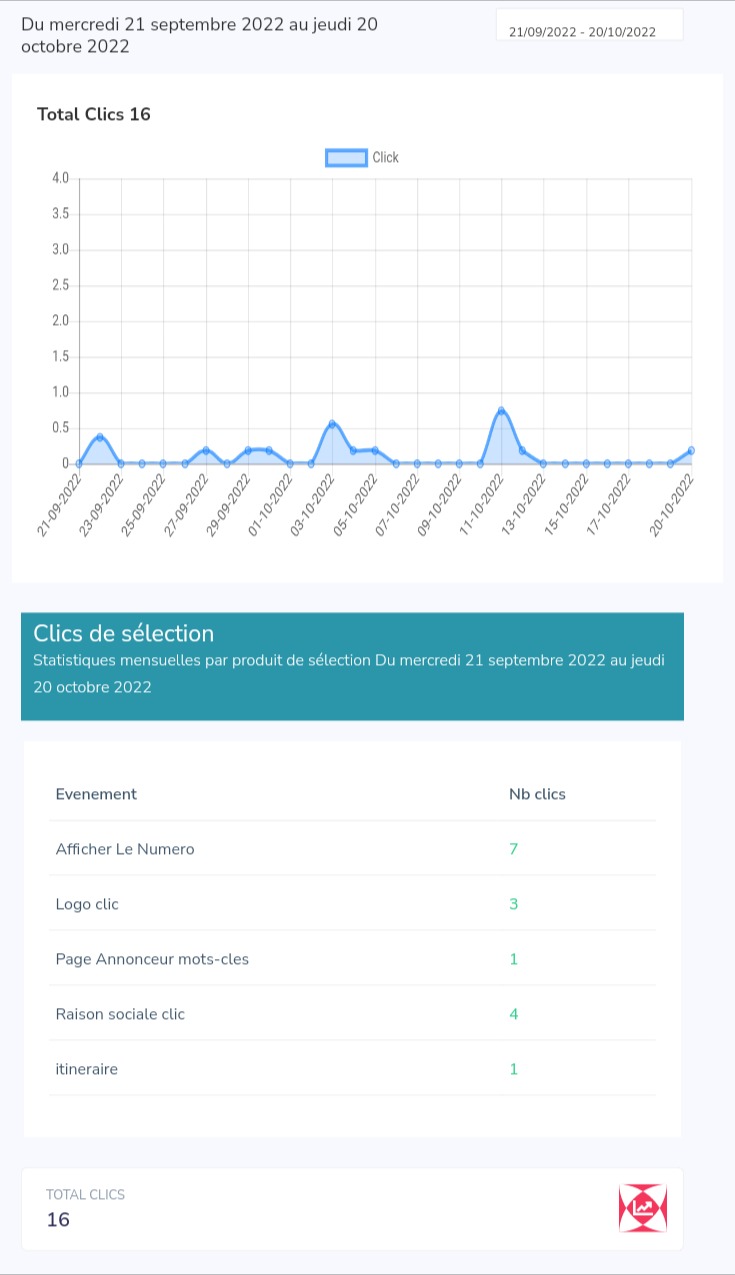 Du mercredi 21 septembre 2022 au jeudi 20
octobre 2022
21/09/2022 - 20/10/2022
Total Clics 16
Click
4.0
3.5
3.0
2.5
2.0
1.5
1.0
0.5
0
21-09-2022
23-09-2022
25-09-2022
27-09-2022
29-09-2022
01-10-2022
03-10-2022
05-10-2022
07-10-2022
09-10-2022
11-10-2022
13-10-2022
15-10-2022
17-10-2022
20-10-2022
Clics de sélection
Statistiques mensuelles par produit de sélection Du mercredi 21 septembre 2022 au jeudi
20 octobre 2022
Evenement Nb clics
Afficher Le Numero 7
Logo clic 3
Page Annonceur mots-cles 1
Raison sociale clic 4
itineraire 1
TOTAL CLICS
16